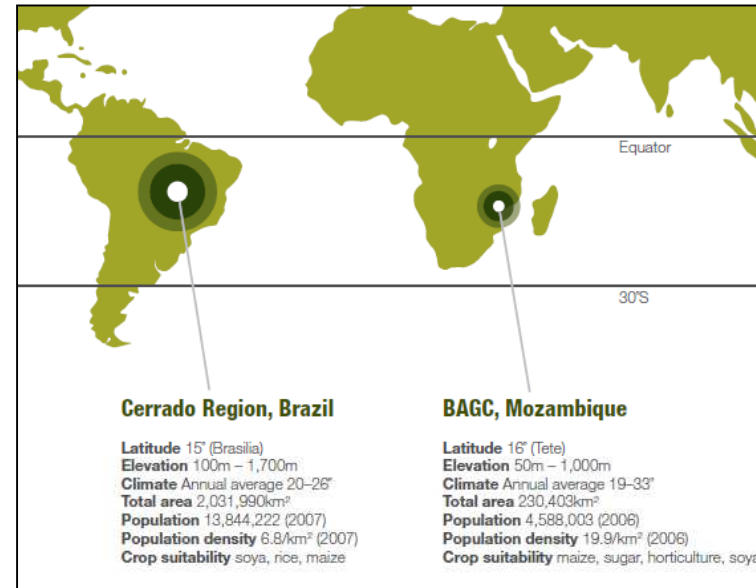 Equator
30°S
Cerrado Region, Brazil
Latitude 15° (Brasilia)
Elevation 100m – 1,700m
Climate Annual average 20–26°
Total area 2,031,990km²
Population 13,844,222 (2007)
Population density 6.8/km² (2007)
Crop suitability soya, rice, maize
BAGC, Mozambique
Latitude 16° (Tete)
Elevation 50m – 1,000m
Climate Annual average 19–33°
Total area 230,403km²
Population 4,588,003 (2006)
Population density 19.9/km² (2006)
Crop suitability maize, sugar, horticulture, soya